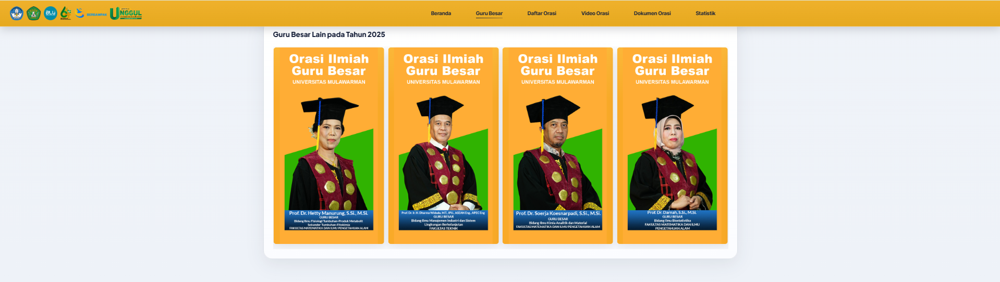 BLU
BERDAMPAK
UNGGUL
Beranda
Guru Besar
Daftar Orasi
Video Orasi
Dokumen Orasi
Statistik
Guru Besar Lain pada Tahun 2025
Orasi Ilmiah
Guru Besar
UNIVERSITAS MULAWARMAN
Prof. Dr. Hetty Manurung, S.Si., M.Si.
GURU BESAR
Bidang Ilmu Fisiologi Tumbuhan-Produk Metabolit
Sekunder Tumbuhan-Fitokimia
FAKULTAS MATEMATIKA DAN ILMU PENGETAHUAN ALAM
Orasi Ilmiah
Guru Besar
UNIVERSITAS MULAWARMAN
Prof. Dr. Ir. H. Dharma Widada, M.T., IPU., ASEAN Eng., APEC Eng
GURU BESAR
Bidang Ilmu Manajemen Industri dan Sistem
Lingkungan Berkelanjutan
FAKULTAS TEKNIK
Orasi Ilmiah
Guru Besar
UNIVERSITAS MULAWARMAN
Prof. Dr. Soerja Koesnarpadi, S.Si., M.Si.
GURU BESAR
Bidang Ilmu Kimia Analitik dan Material
FAKULTAS MATEMATIKA DAN ILMU PENGETAHUAN ALAM
Orasi Ilmiah
Guru Besar
UNIVERSITAS MULAWARMAN
Prof. Dr. Darnah, S.Si., M.Si.
GURU BESAR
Bidang Ilmu Biostatistika
FAKULTAS MATEMATIKA DAN ILMU
PENGETAHUAN ALAM